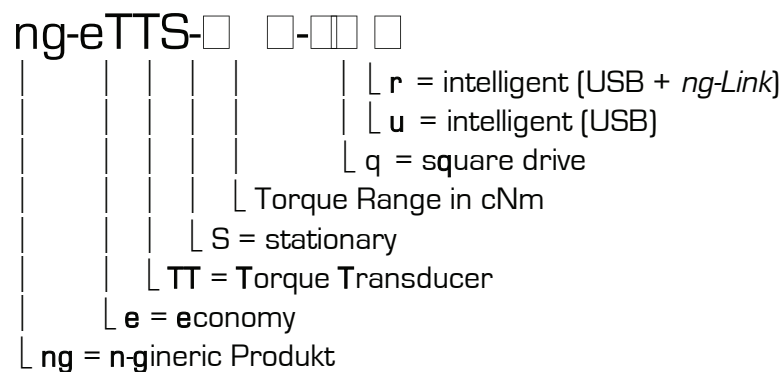 ng-eTTS-□ □-□□ □
r = intelligent (USB + ng-Link)
u = intelligent (USB)
q = square drive
Torque Range in cNm
S = stationary
TT = Torque Transducer
e = economy
ng = n-gineric Produkt